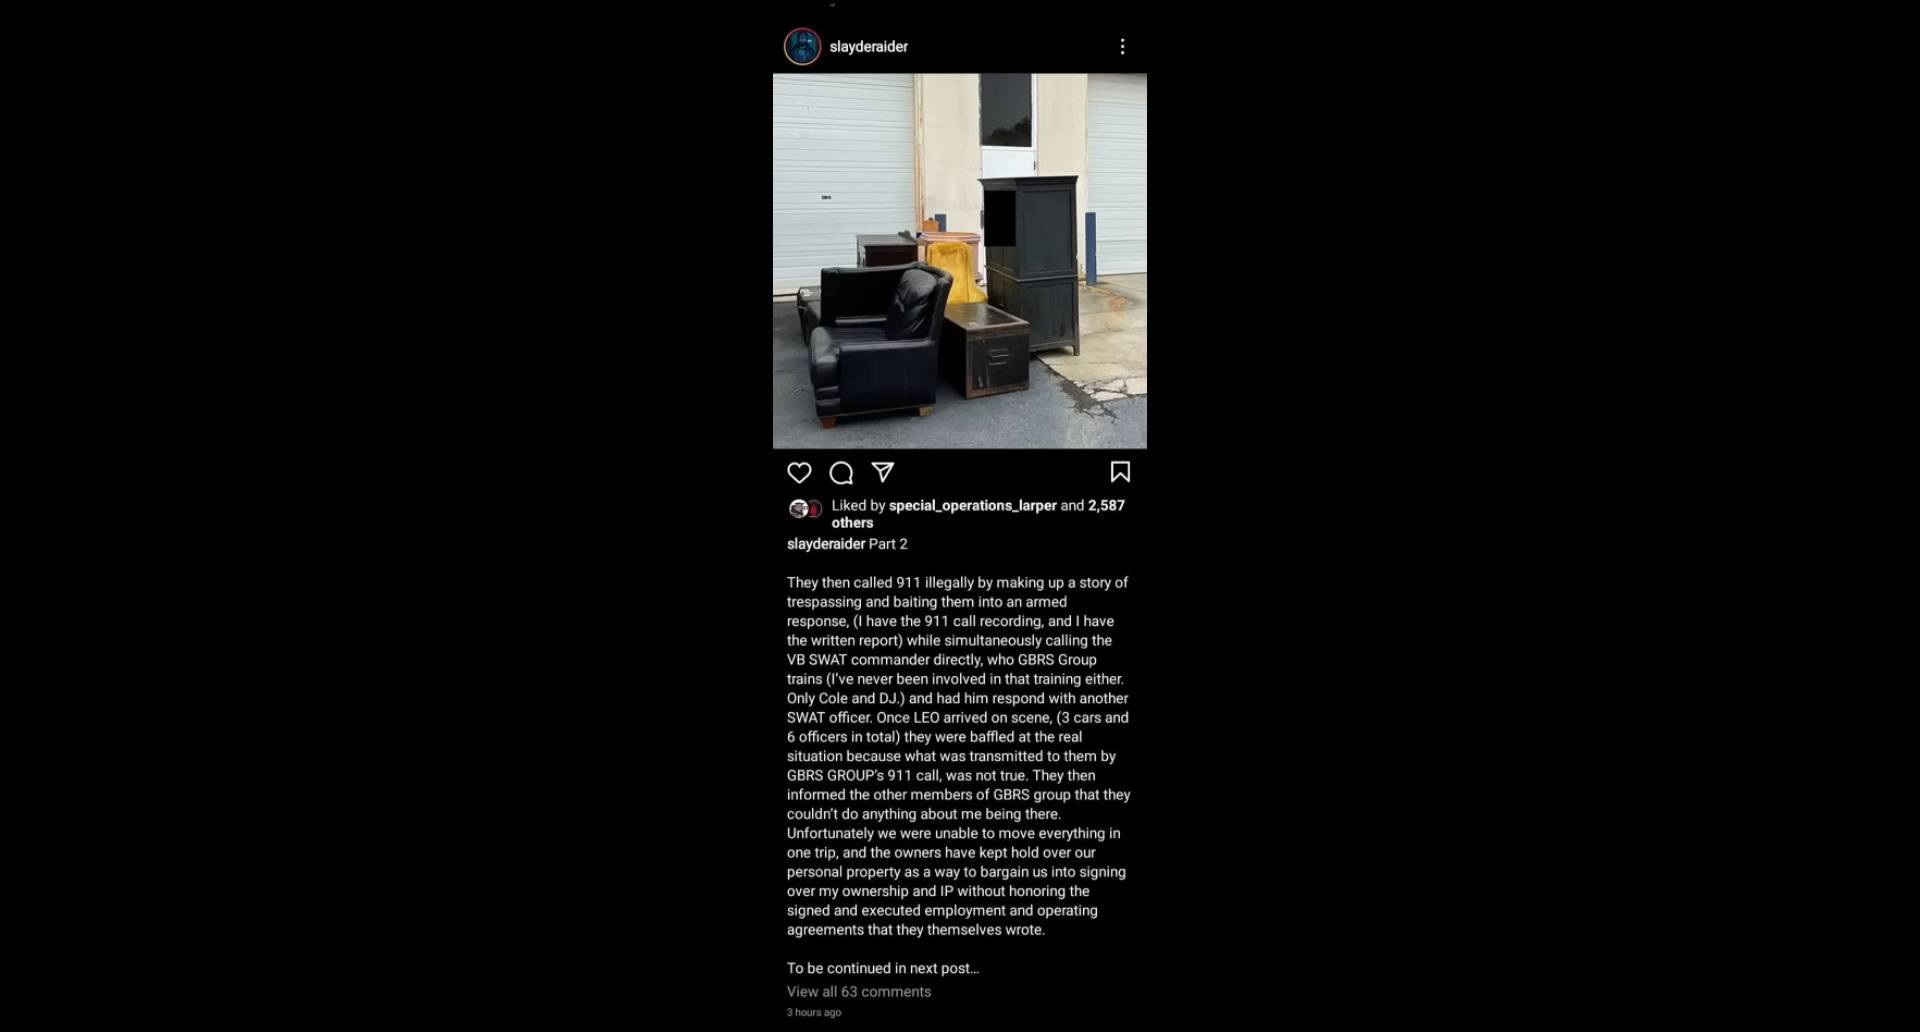 slayderaider
Liked by special_operations_larper and 2,587
others
slayderaider Part 2
They then called 911 illegally by making up a story of
trespassing and baiting them into an armed
response, (I have the 911 call recording, and I have
the written report) while simultaneously calling the
VB SWAT commander directly, who GBRS Group
trains (I’ve never been involved in that training either.
Only Cole and DJ.) and had him respond with another
SWAT officer. Once LEO arrived on scene, (3 cars and
6 officers in total) they were baffled at the real
situation because what was transmitted to them by
GBRS GROUP’s 911 call, was not true. They then
informed the other members of GBRS group that they
couldn’t do anything about me being there.
Unfortunately we were unable to move everything in
one trip, and the owners have kept hold over our
personal property as a way to bargain us into signing
over my ownership and IP without honoring the
signed and executed employment and operating
agreements that they themselves wrote.
To be continued in next post...
View all 63 comments
3 hours ago